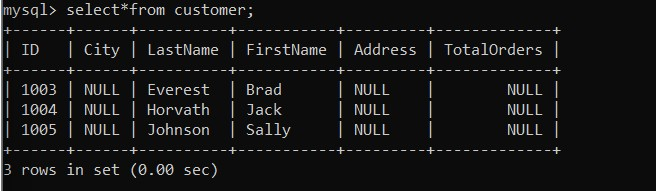 mysql> select*from customer;
+------+------+----------+-----------+---------+-------------+
| ID   | City | LastName | FirstName | Address | TotalOrders |
+------+------+----------+-----------+---------+-------------+
| 1003 | NULL | Everest  | Brad      | NULL    |        NULL |
| 1004 | NULL | Horvath  | Jack      | NULL    |        NULL |
| 1005 | NULL | Johnson  | Sally     | NULL    |        NULL |
+------+------+----------+-----------+---------+-------------+
3 rows in set (0.00 sec)